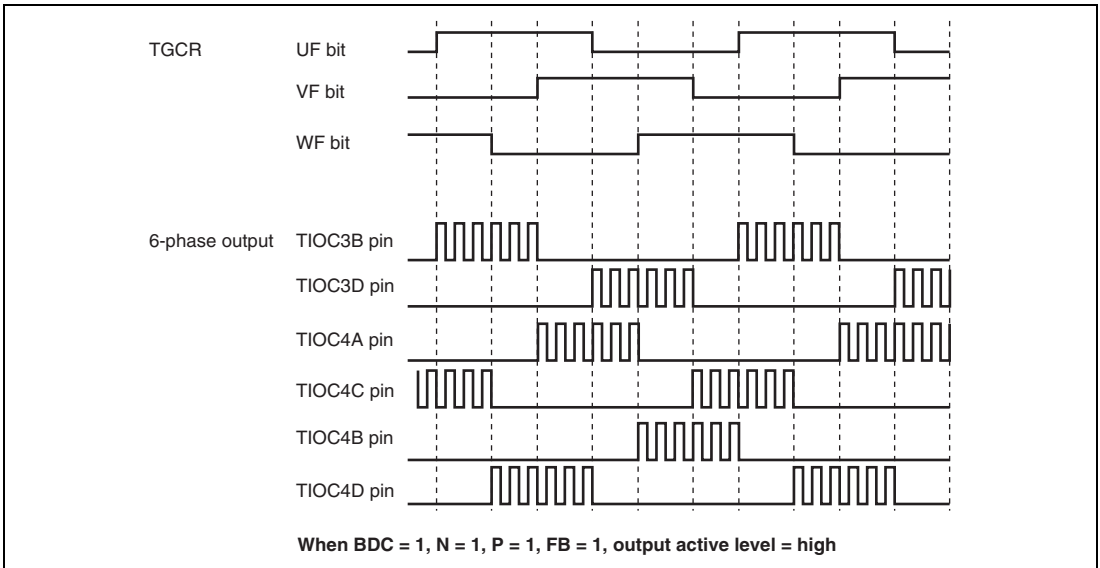 TGCR UF bit
VF bit
WF bit
6-phase output TIOC3B pin
TIOC3D pin
TIOC4A pin
TIOC4C pin
TIOC4B pin
TIOC4D pin
When BDC = 1, N = 1, P = 1, FB = 1, output active level = high